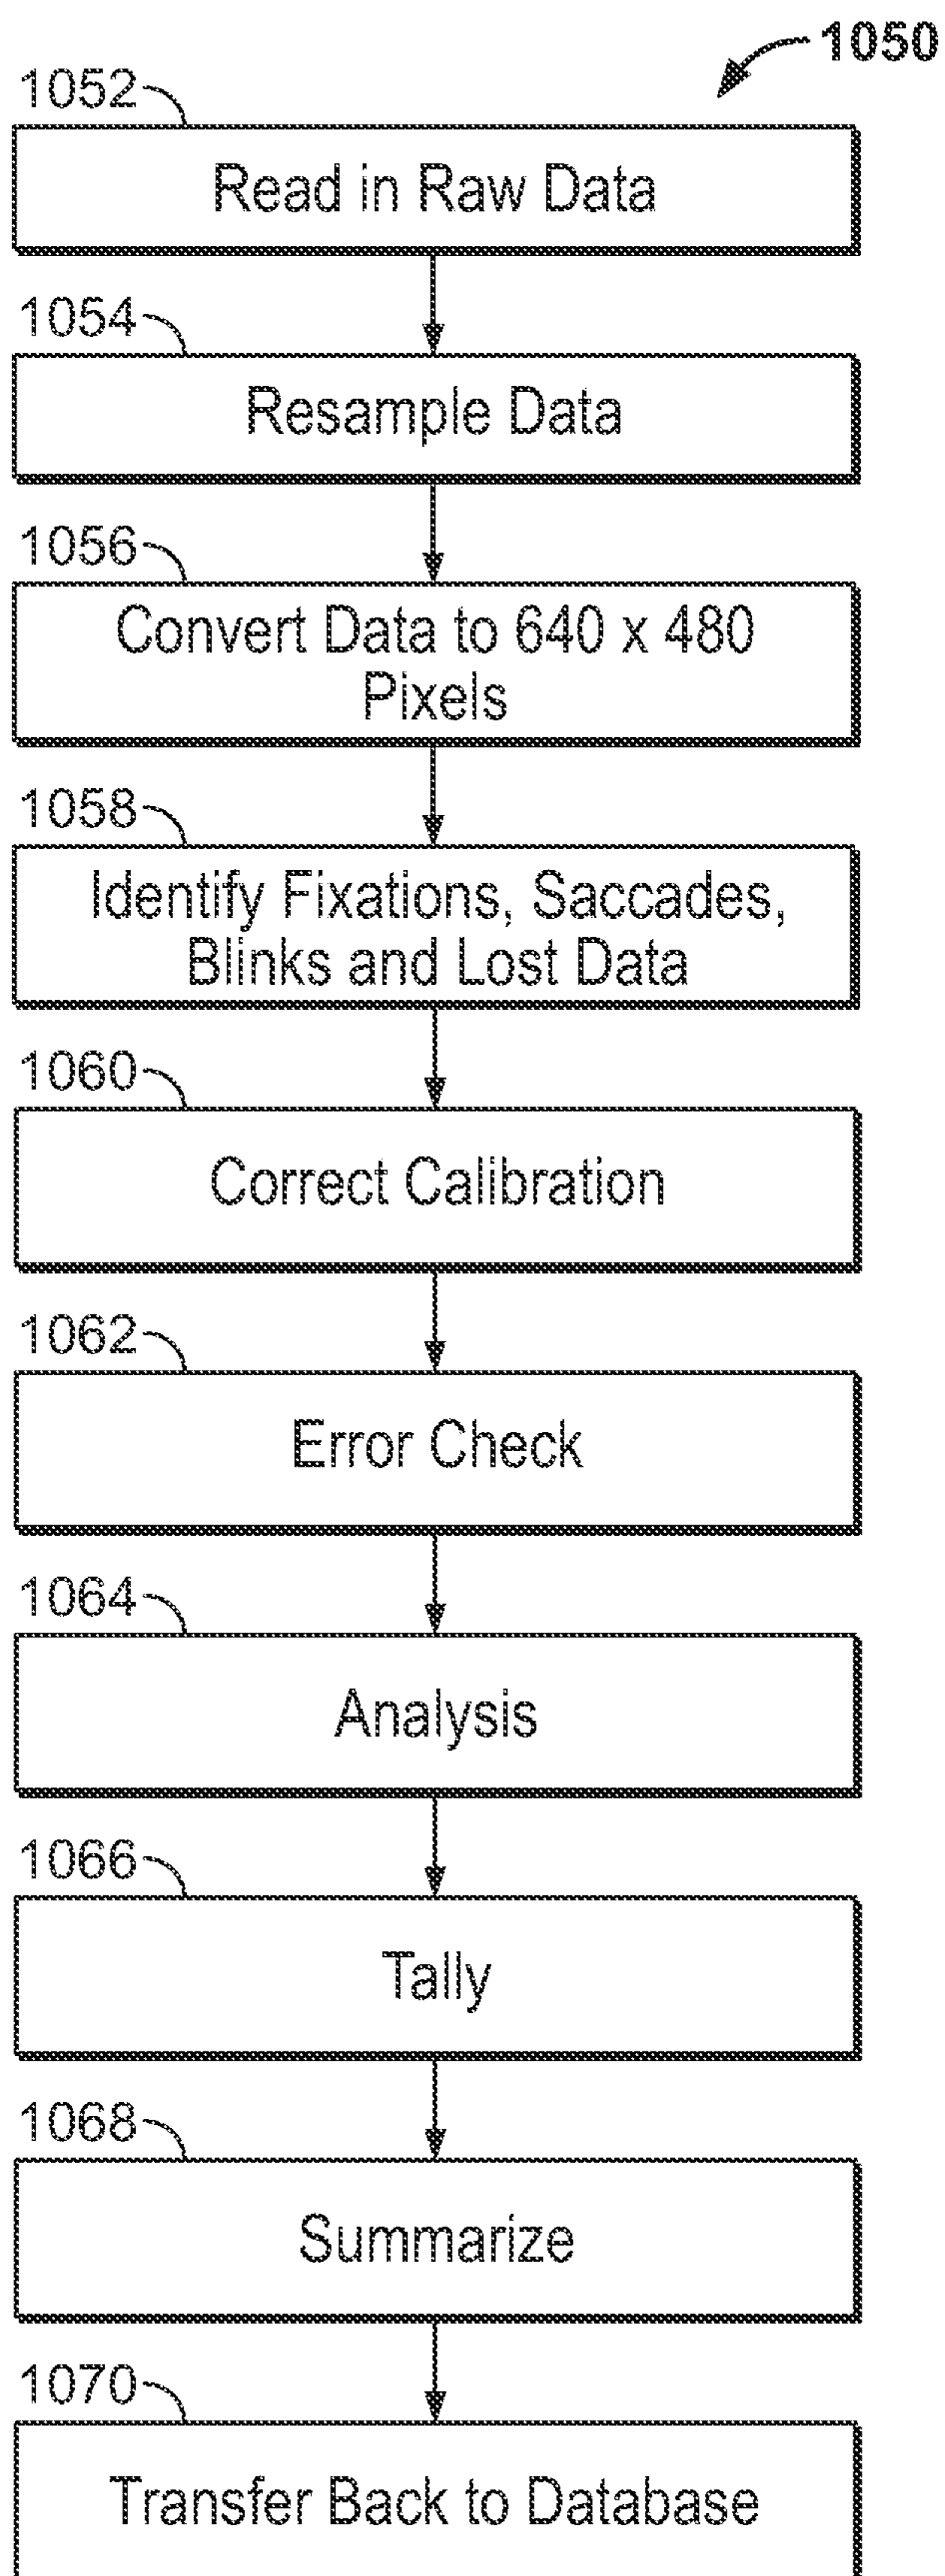 1050
1052
Read in Raw Data
1054
Resample Data
1056
Convert Data to 640 x 480
Pixels
1058
Identify Fixations, Saccades,
Blinks and Lost Data
1060
Correct Calibration
1062
Error Check
1064
Analysis
1066
Tally
1068
Summarize
1070
Transfer Back to Database